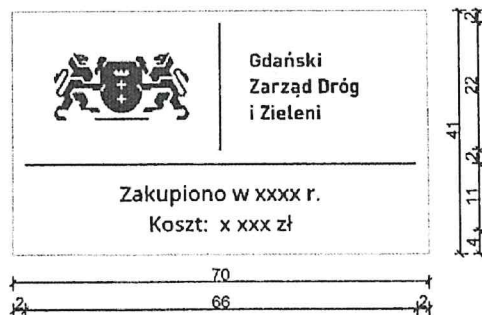 Gdański
Zarząd Dróg
i Zieleni
Zakupiono w xxxx r.
Koszt: x xxx zł
2
22
41
2
11
4
70
2
66
2